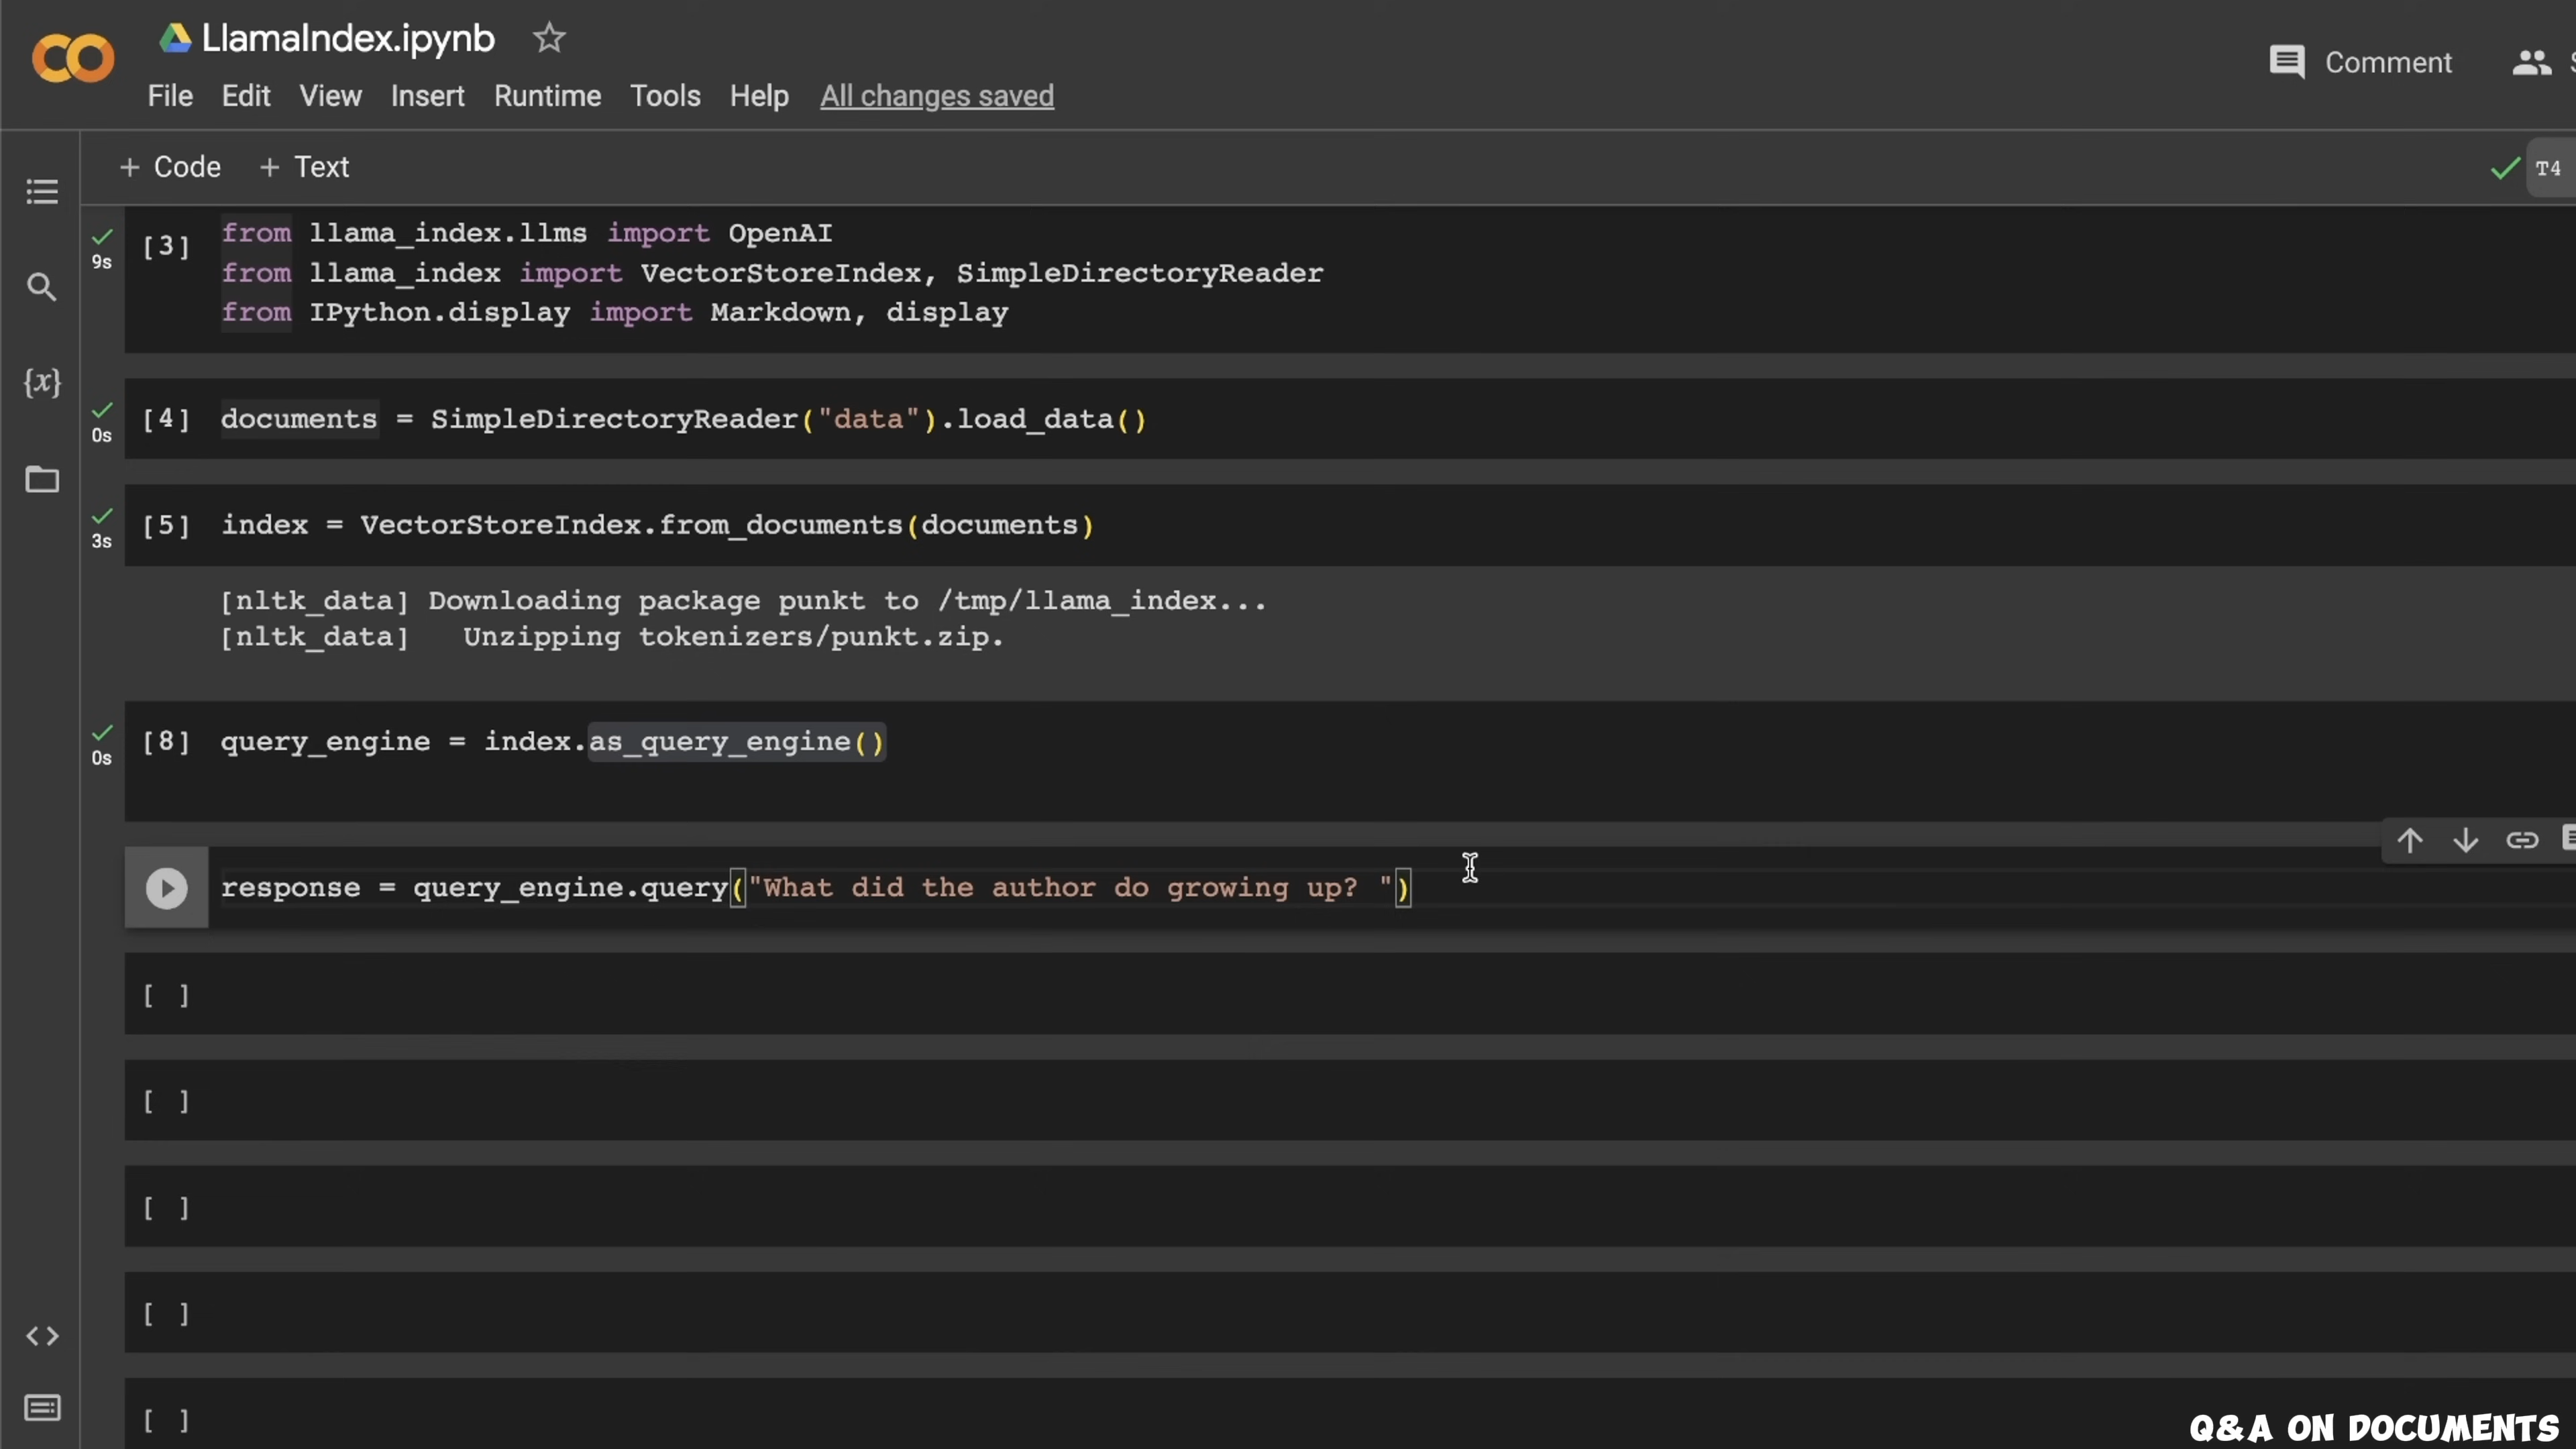 LlamaIndex.ipynb
File Edit View Insert Runtime Tools Help All changes saved
Comment
+ Code + Text
T4
9s
[3] from llama_index.llms import OpenAI
from llama_index import VectorStoreIndex, SimpleDirectoryReader
from IPython.display import Markdown, display
[4] documents = SimpleDirectoryReader("data").load_data()
0s
[5] index = VectorStoreIndex.from_documents(documents)
3s
[nltk_data] Downloading package punkt to /tmp/llama_index...
[nltk_data]   Unzipping tokenizers/punkt.zip.
[8] query_engine = index.as_query_engine()
0s
response = query_engine.query("What did the author do growing up? ")
[ ]
[ ]
[ ]
[ ]
[ ]
Q&A ON DOCUMENTS